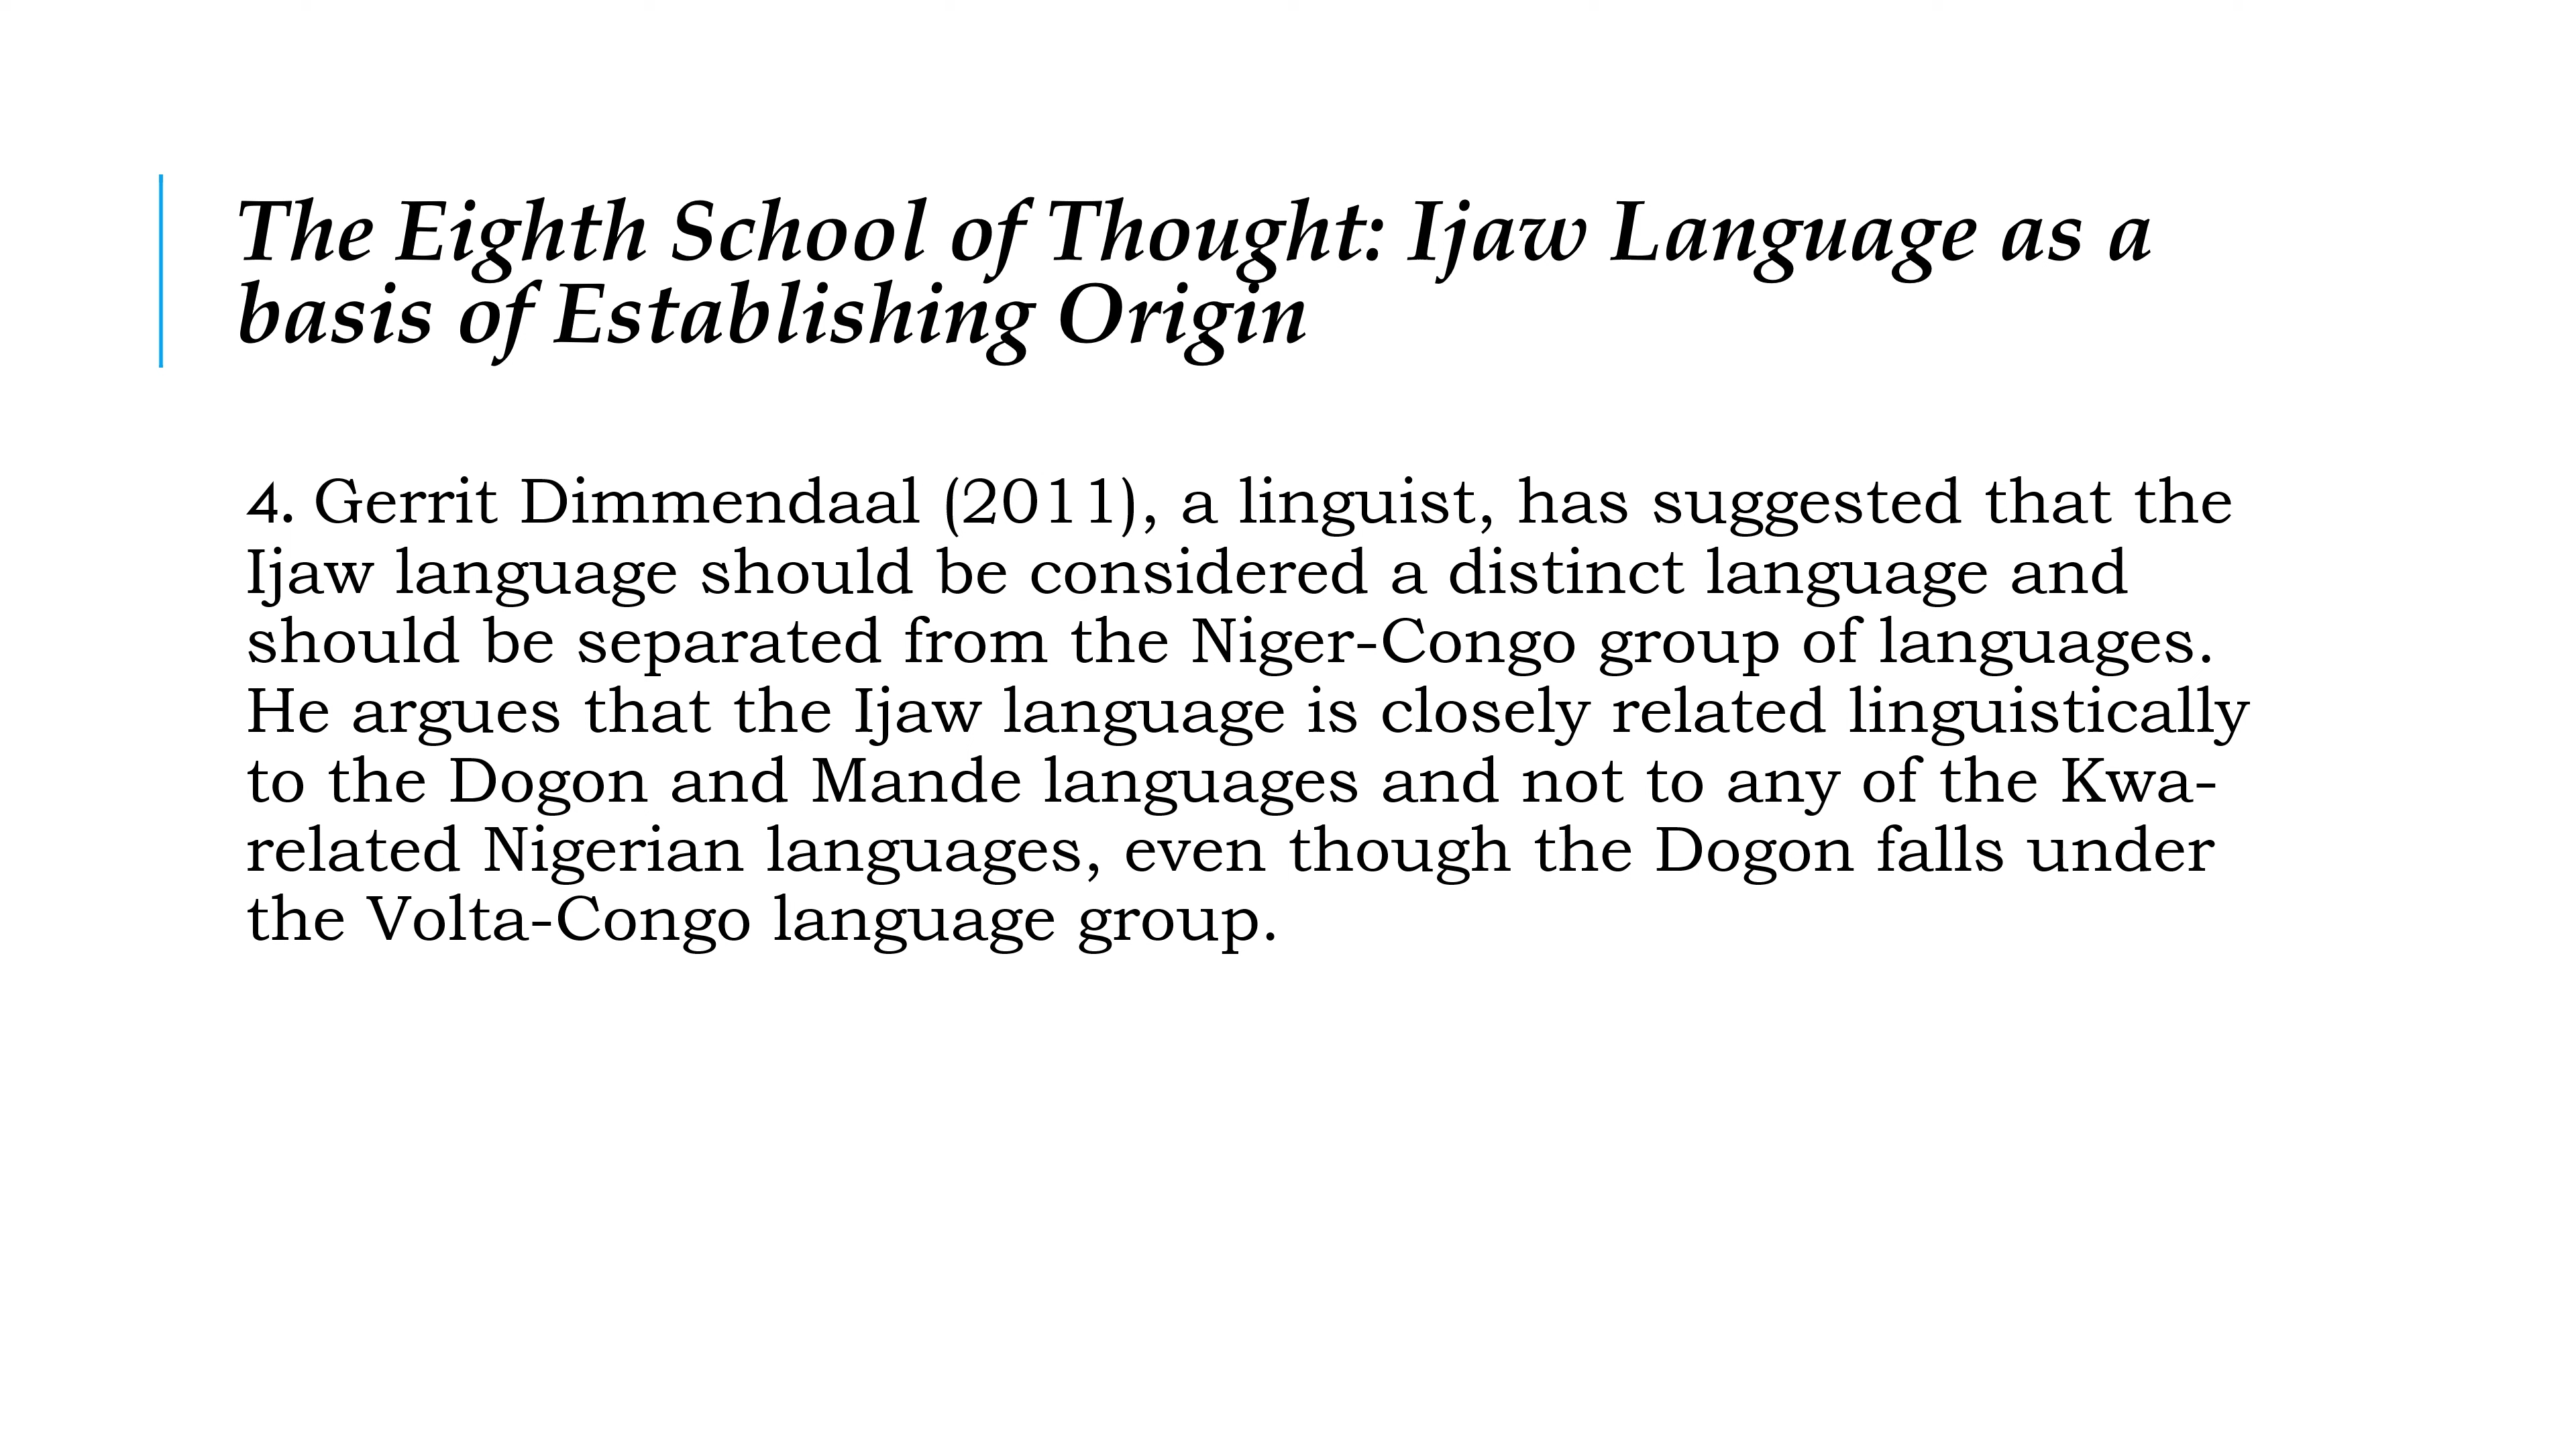 The Eighth School of Thought: Ijaw Language as a
basis of Establishing Origin
4. Gerrit Dimmendaal (2011), a linguist, has suggested that the
Ijaw language should be considered a distinct language and
should be separated from the Niger-Congo group of languages.
He argues that the Ijaw language is closely related linguistically
to the Dogon and Mande languages and not to any of the Kwa-
related Nigerian languages, even though the Dogon falls under
the Volta-Congo language group.